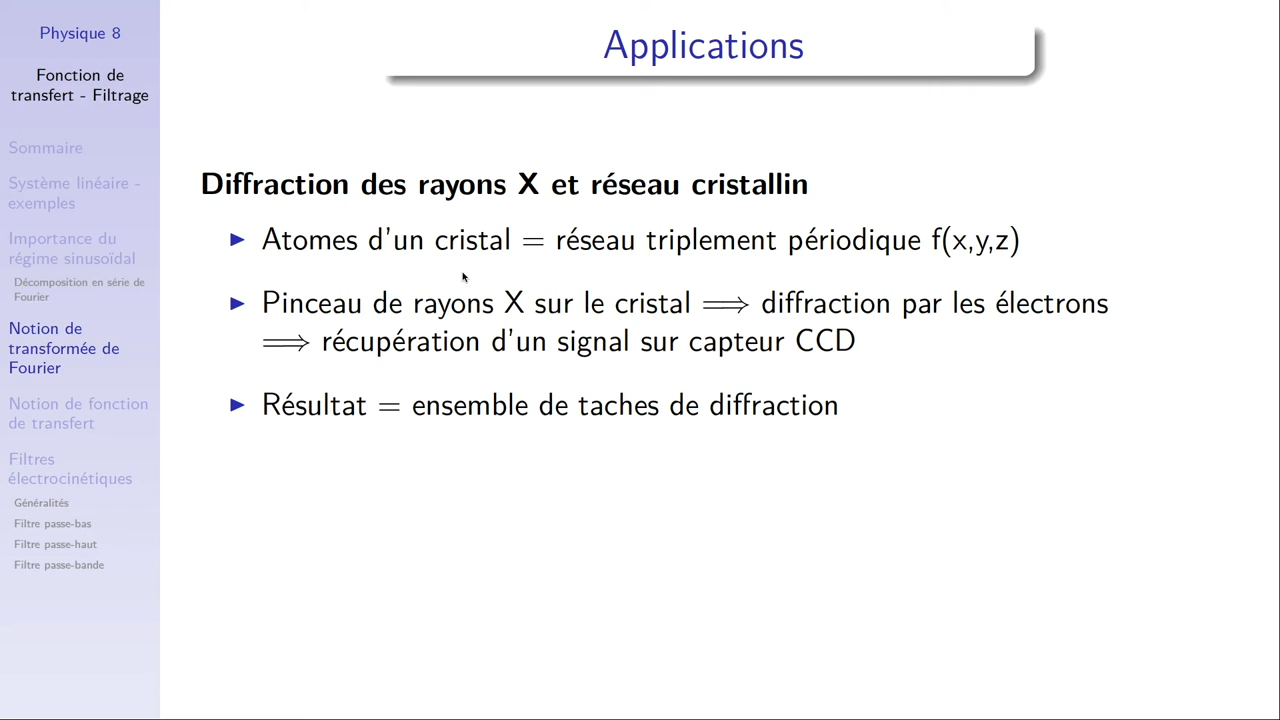 Physique 8
Fonction de
transfert - Filtrage
Sommaire
Système linéaire -
exemples
Importance du
régime sinusoïdal
Décomposition en série de
Fourier
Notion de
transformée de
Fourier
Notion de fonction
de transfert
Filtres
électrocinétiques
Généralités
Filtre passe-bas
Filtre passe-haut
Filtre passe-bande
Applications
Diffraction des rayons X et réseau cristallin
▶ Atomes d'un cristal = réseau triplement périodique f(x,y,z)
▶ Pinceau de rayons X sur le cristal ⟹ diffraction par les électrons
⟹ récupération d'un signal sur capteur CCD
▶ Résultat = ensemble de taches de diffraction